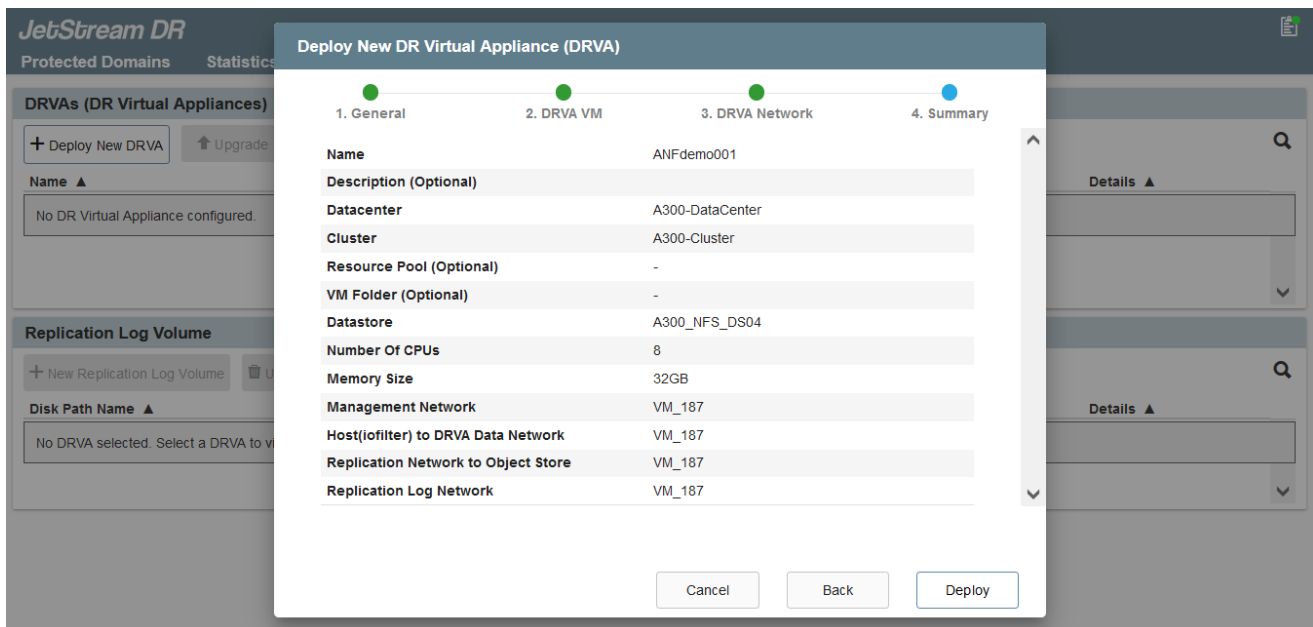 JetStream DR
Protected Domains Statistics
DRVAs (DR Virtual Appliances)
+ Deploy New DRVA Upgrade
Name ▲ Details ▲
No DR Virtual Appliance configured.
Replication Log Volume
+ New Replication Log Volume U
Disk Path Name ▲ Details ▲
No DRVA selected. Select a DRVA to vi
Deploy New DR Virtual Appliance (DRVA)
1. General 2. DRVA VM 3. DRVA Network 4. Summary
Name ANFdemo001
Description (Optional)
Datacenter A300-DataCenter
Cluster A300-Cluster
Resource Pool (Optional) -
VM Folder (Optional) -
Datastore A300_NFS_DS04
Number Of CPUs 8
Memory Size 32GB
Management Network VM_187
Host(iofilter) to DRVA Data Network VM_187
Replication Network to Object Store VM_187
Replication Log Network VM_187
Cancel Back Deploy